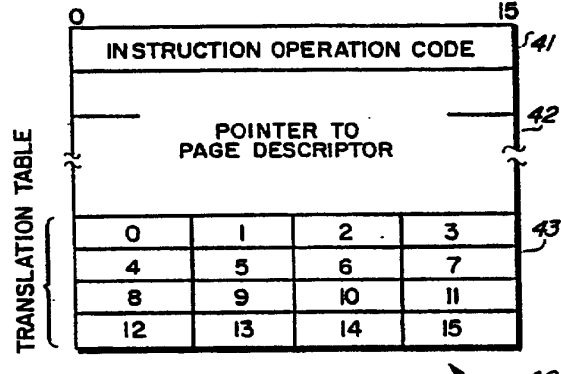 0 15
INSTRUCTION OPERATION CODE 41
42
POINTER TO
PAGE DESCRIPTOR
TRANSLATION TABLE
0 1 2 3 43
4 5 6 7
8 9 10 11
12 13 14 15